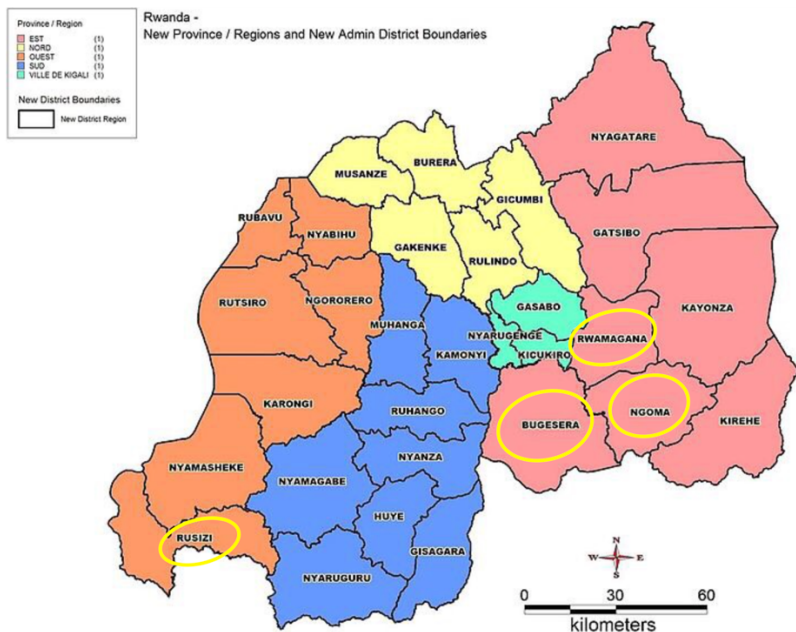 Province / Region
EST (1)
NORD (1)
OUEST (1)
SUD (1)
VILLE DE KIGALI (1)
New District Boundaries
New District Region
Rwanda -
New Province / Regions and New Admin District Boundaries
NYAGATARE
BURERA
MUSANZE
GICUMBI
RUBAVU
NYABIHU
GATSIBO
GAKENKE
RULINDO
RUTSIRO
NGORORERO
GASABO
KAYONZA
MUHANGA
NYARUGENGE
RWAMAGANA
KAMONYI
KICUKIRO
KARONGI
RUHANGO
BUGESERA
NGOMA
KIREHE
NYAMASHEKE
NYANZA
NYAMAGABE
HUYE
RUSIZI
GISAGARA
NYARUGURU
N
W E
S
0 30 60
kilometers